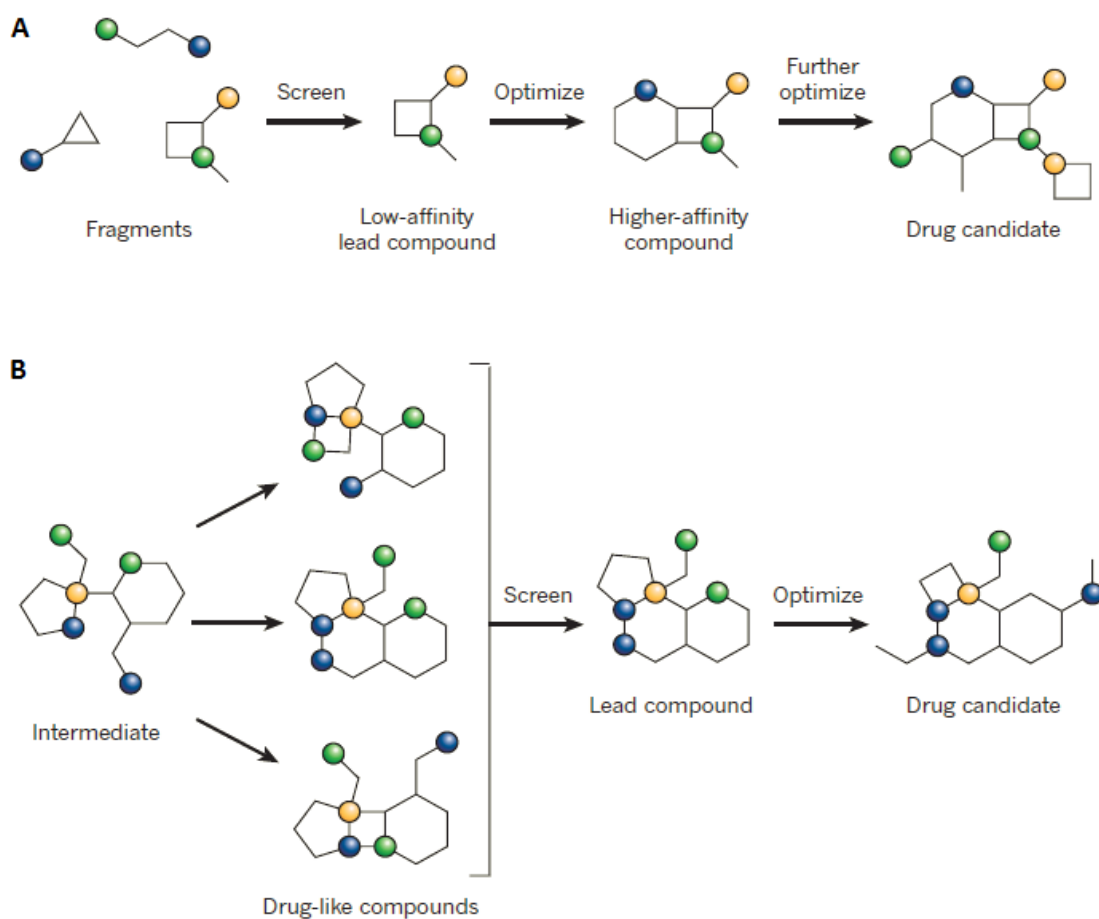 A
Screen
Optimize
Further
optimize
Fragments
Low-affinity
lead compound
Higher-affinity
compound
Drug candidate
B
Screen
Optimize
Intermediate
Lead compound
Drug candidate
Drug-like compounds